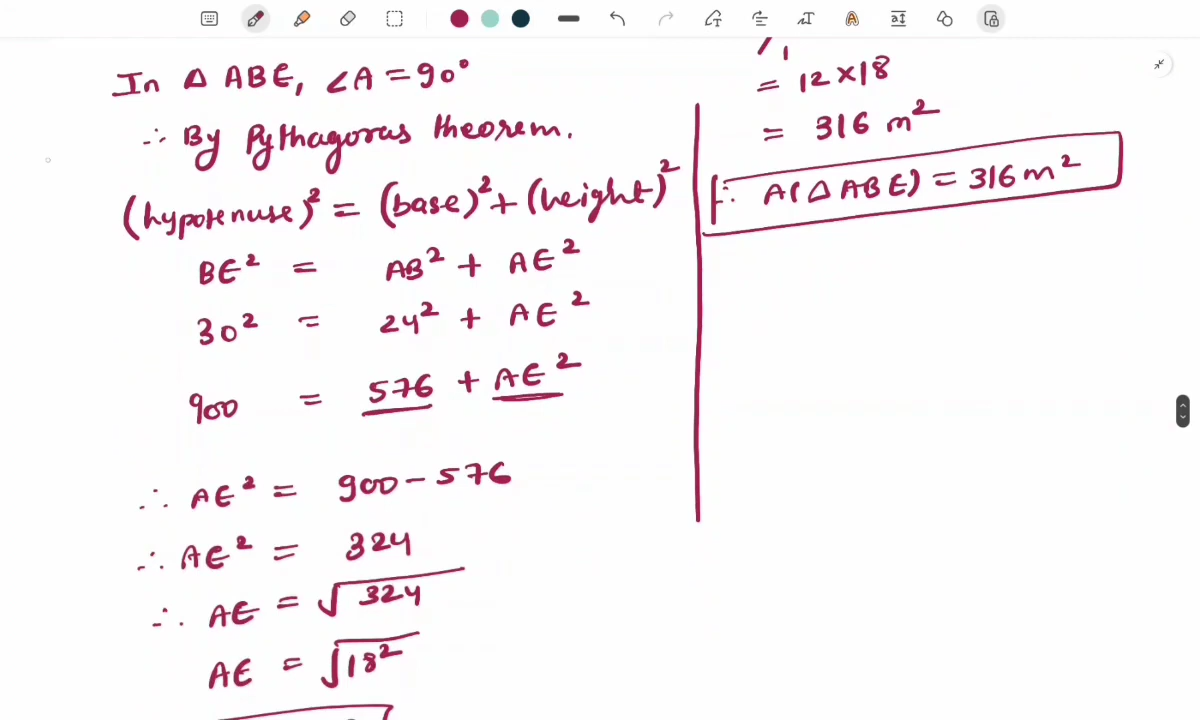 In Δ ABE, ∠A = 90°
∴ By Pythagoras theorem.
(hypotenuse)² = (base)² + (height)²
BE² = AB² + AE²
30² = 24² + AE²
900 = 576 + AE²
∴ AE² = 900 - 576
∴ AE² = 324
∴ AE = √324
AE = √18²
= 12 × 18
= 316 m²
∴ A(Δ ABE) = 316 m²